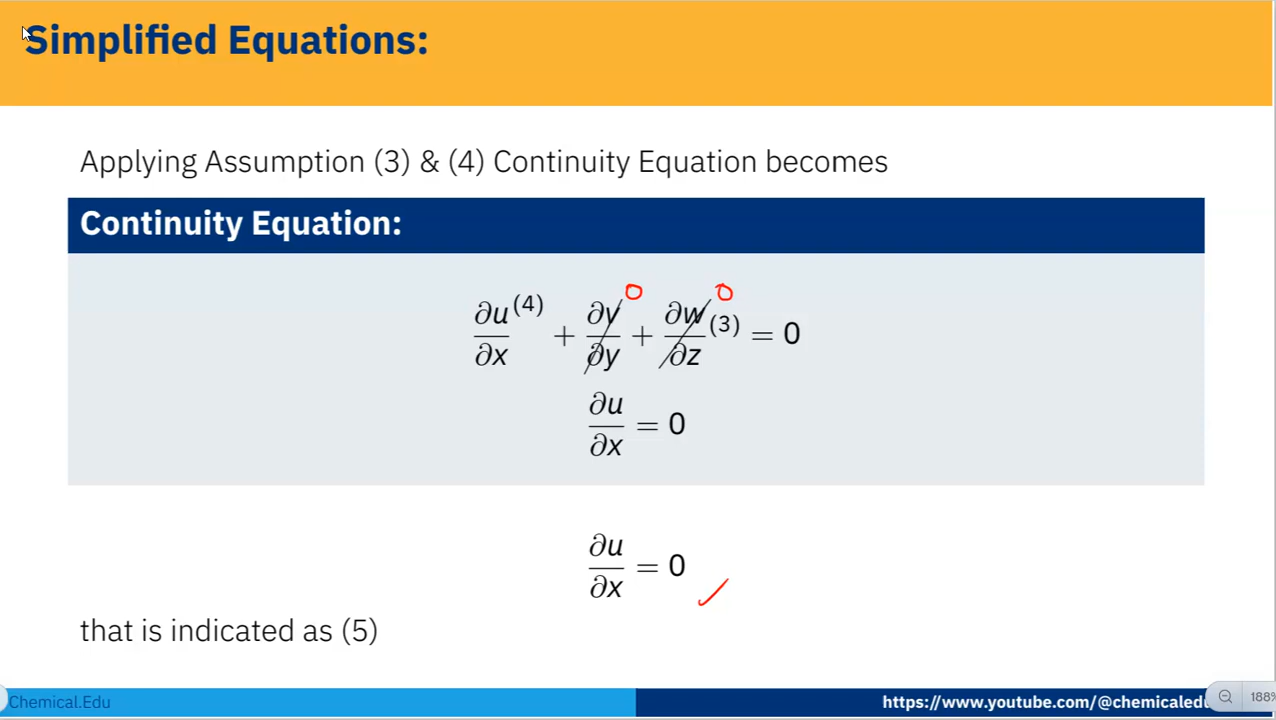 Simplified Equations:
Applying Assumption (3) & (4) Continuity Equation becomes
Continuity Equation:
∂u/∂x (4) + ∂v/∂y 0 + ∂w/∂z 0 (3) = 0
∂u/∂x = 0
∂u/∂x = 0
that is indicated as (5)
Chemical.Edu
https://www.youtube.com/@chemicaledu
188%